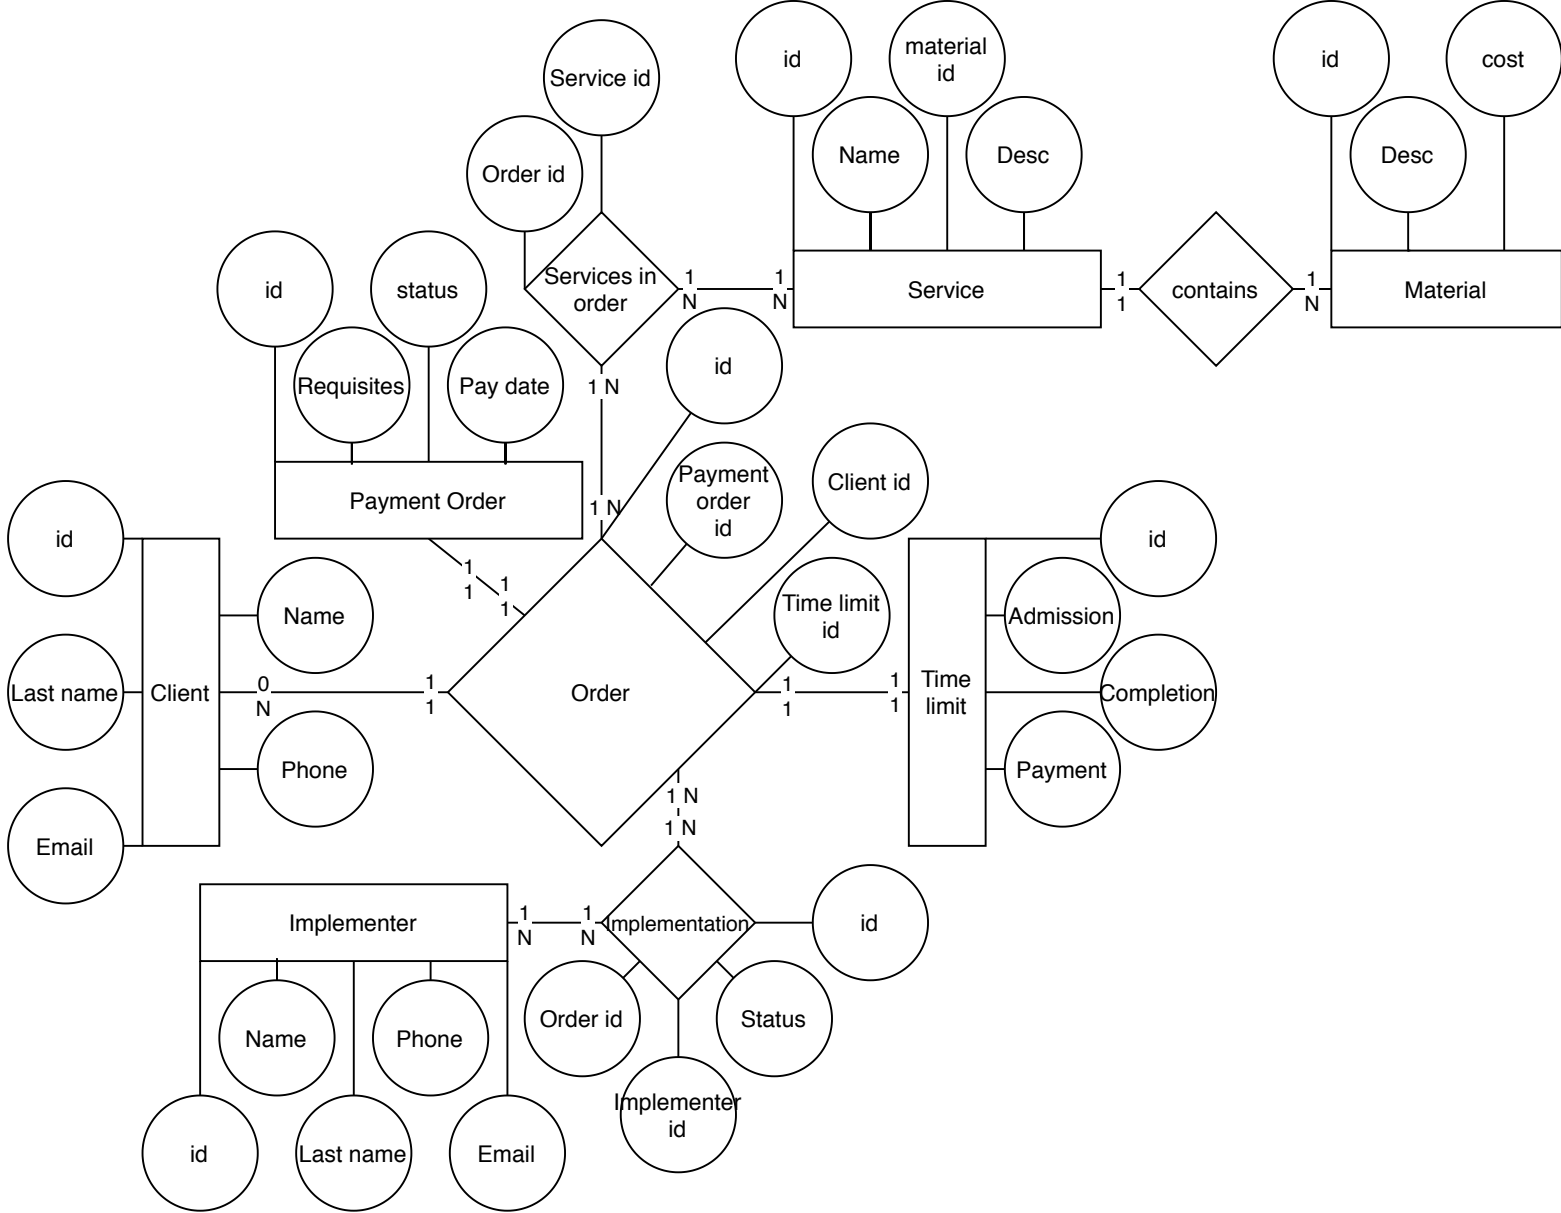 id
material
id
id
cost
Service id
Name
Desc
Desc
Order id
Services in
order
1
N
1
N
Service
1
1
contains
1
N
Material
id
status
Requisites
Pay date
1 N
id
Payment Order
1 N
Payment
order
id
Client id
id
Name
1
1
1
1
Time limit
id
id
Admission
Last name
Client
0
N
1
1
Order
1
1
1
1
Time
limit
Completion
Phone
Payment
Email
1 N
1 N
Implementer
1
N
1
N
Implementation
id
Name
Phone
Order id
Status
Implementer
id
id
Last name
Email